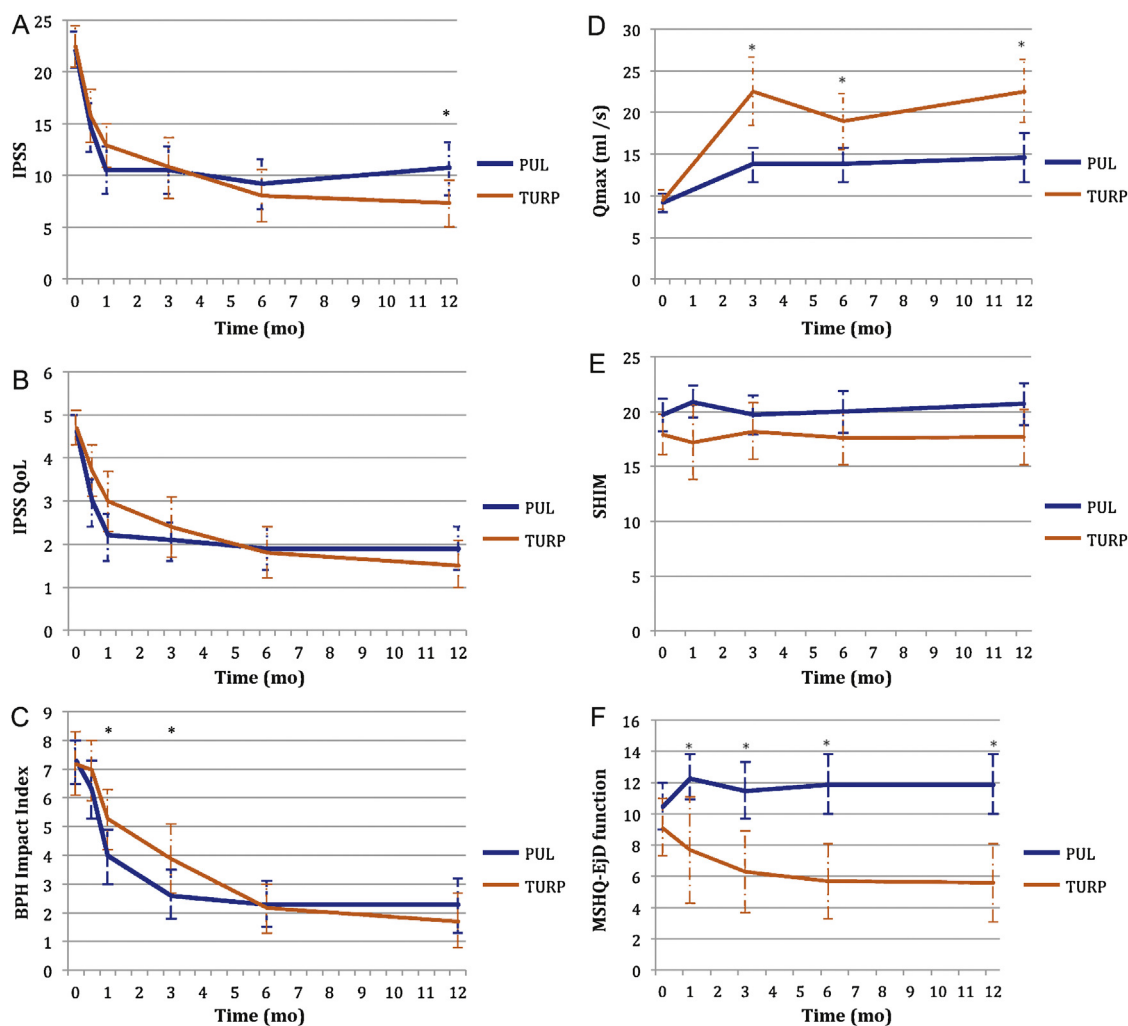 A
25
20
15
10
5
0
IPSS
*
PUL
TURP
0 1 2 3 4 5 6 7 8 9 10 11 12
Time (mo)
B
6
5
4
3
2
1
0
IPSS QoL
PUL
TURP
0 1 2 3 4 5 6 7 8 9 10 11 12
Time (mo)
C
9
8
7
6
5
4
3
2
1
0
BPH Impact Index
* *
PUL
TURP
0 1 2 3 4 5 6 7 8 9 10 11 12
Time (mo)
D
30
25
20
15
10
5
0
Qmax (ml /s)
* * *
PUL
TURP
0 1 2 3 4 5 6 7 8 9 10 11 12
Time (mo)
E
25
20
15
10
5
0
SHIM
PUL
TURP
0 1 2 3 4 5 6 7 8 9 10 11 12
Time (mo)
F
16
14
12
10
8
6
4
2
0
MSHQ-EjD function
* * * *
PUL
TURP
0 1 2 3 4 5 6 7 8 9 10 11 12
Time (mo)